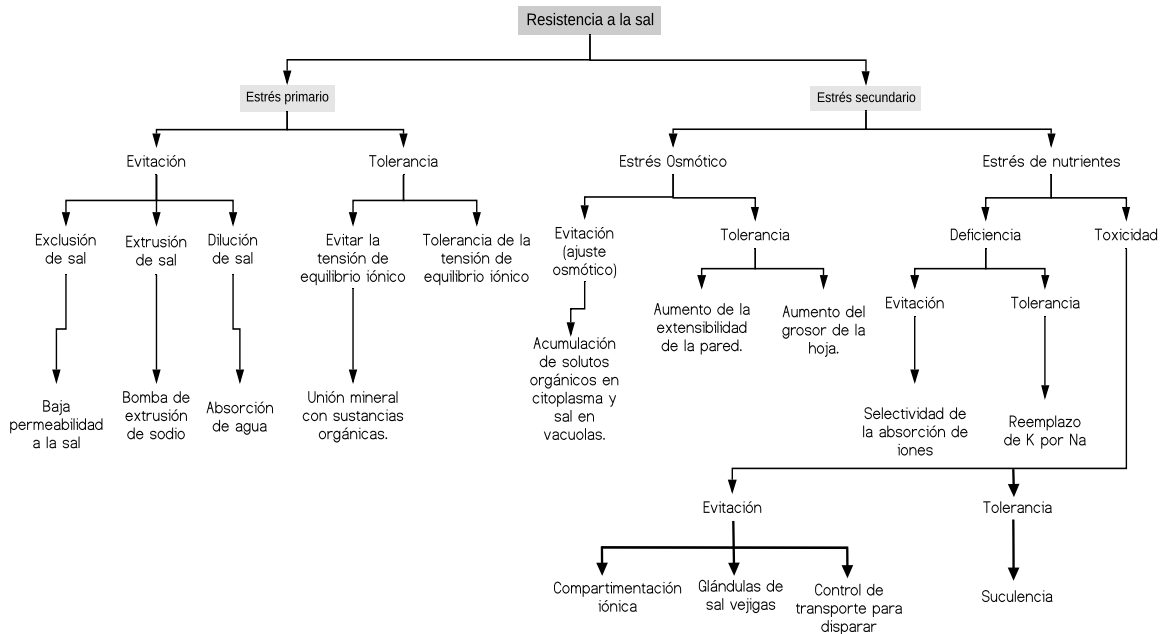 Resistencia a la sal
Estrés primario
Estrés secundario
Evitación
Tolerancia
Estrés Osmótico
Estrés de nutrientes
Exclusión
de sal
Extrusión
de sal
Dilución
de sal
Evitar la
tensión de
equilibrio iónico
Tolerancia de la
tensión de
equilibrio iónico
Evitación
(ajuste
osmótico)
Tolerancia
Deficiencia
Toxicidad
Aumento de la
extensibilidad
de la pared.
Aumento del
grosor de la
hoja.
Evitación
Tolerancia
Baja
permeabilidad
a la sal
Bomba de
extrusión
de sodio
Absorción
de agua
Unión mineral
con sustancias
orgánicas.
Acumulación
de solutos
orgánicos en
citoplasma y
sal en
vacuolas.
Selectividad de
la absorción de
iones
Reemplazo
de K por Na
Evitación
Tolerancia
Compartimentación
iónica
Glándulas de
sal vejigas
Control de
transporte para
disparar
Suculencia